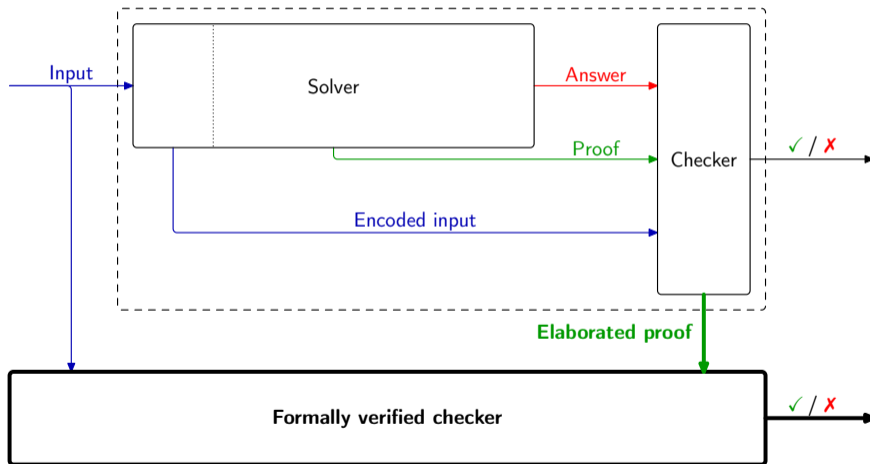 Input
Solver
Answer
Proof
Checker
✓ / ✗
Encoded input
Elaborated proof
Formally verified checker
✓ / ✗